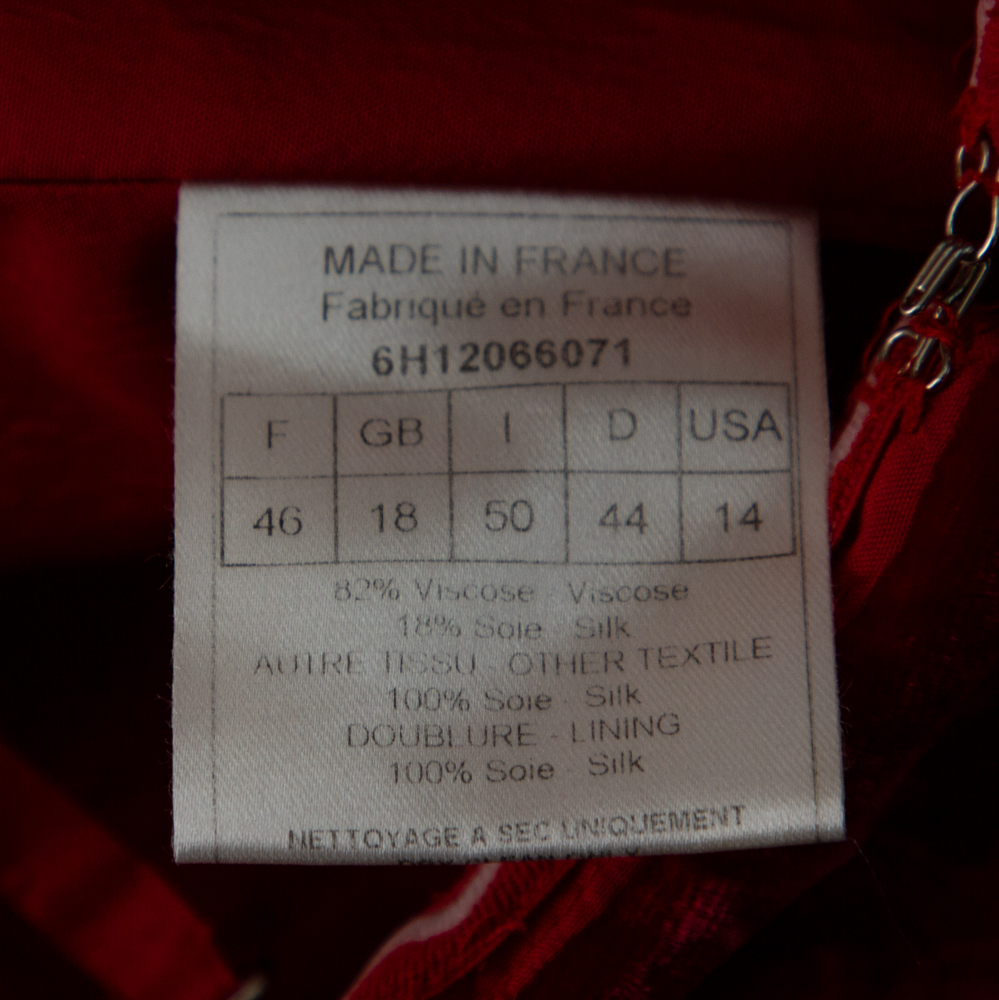 MADE IN FRANCE
Fabriqué en France
6H12066071
F GB I D USA
46 18 50 44 14
82% Viscose - Viscose
18% Soie - Silk
AUTRE TISSU - OTHER TEXTILE
100% Soie - Silk
DOUBLURE - LINING
100% Soie - Silk
NETTOYAGE A SEC UNIQUEMENT